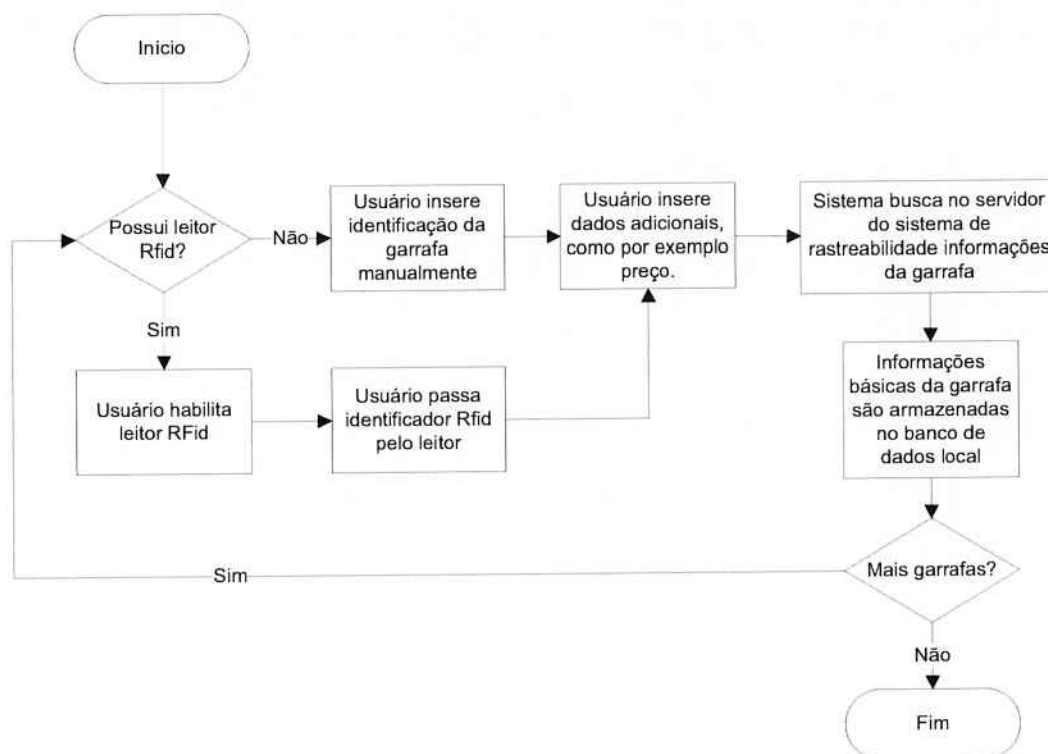 Início
Possui leitor
Rfid?
Não
Usuário insere
identificação da
garrafa
manualmente
Usuário insere
dados adicionais,
como por exemplo
preço.
Sistema busca no servidor
do sistema de
rastreabilidade informações
da garrafa
Sim
Usuário habilita
leitor RFid
Usuário passa
identificador Rfid
pelo leitor
Informações
básicas da garrafa
são armazenadas
no banco de
dados local
Sim
Mais garrafas?
Não
Fim